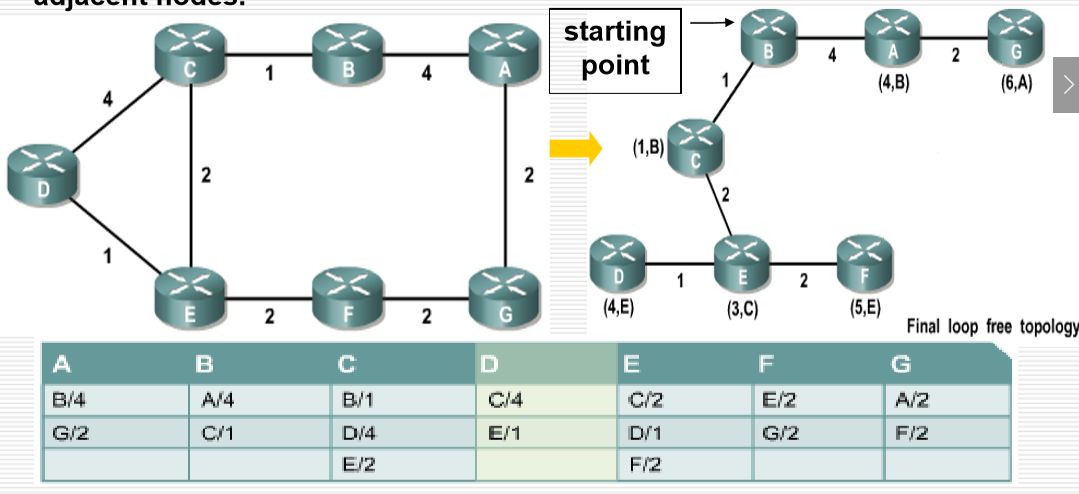 adjacent nodes.
C
1
B
4
A
4
2
2
D
1
E
2
F
2
G
starting
point
B
4
A
2
G
(4,B)
(6,A)
1
(1,B)
C
2
D
1
E
2
F
(4,E)
(3,C)
(5,E)
Final loop free topology
A B C D E F G
B/4 A/4 B/1 C/4 C/2 E/2 A/2
G/2 C/1 D/4 E/1 D/1 G/2 F/2
E/2 F/2